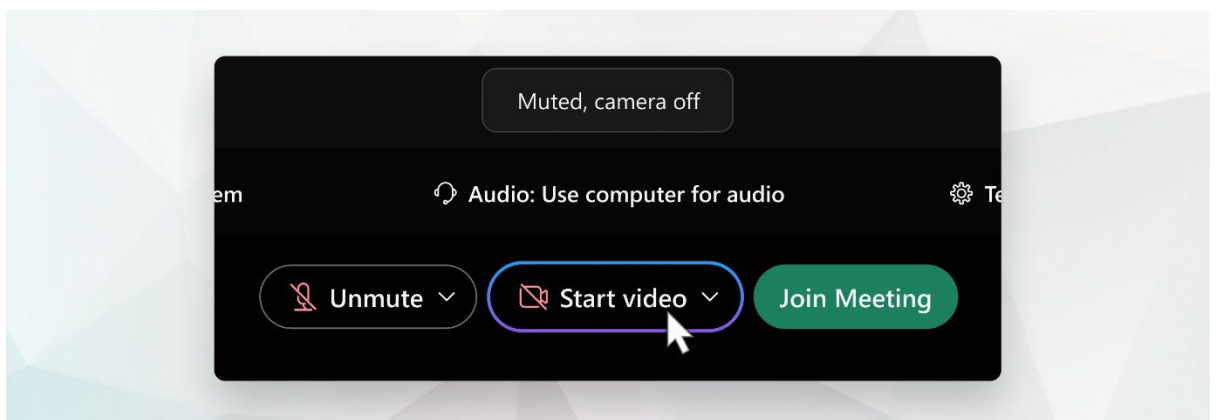 Muted, camera off
em
Audio: Use computer for audio
Te
Unmute
Start video
Join Meeting